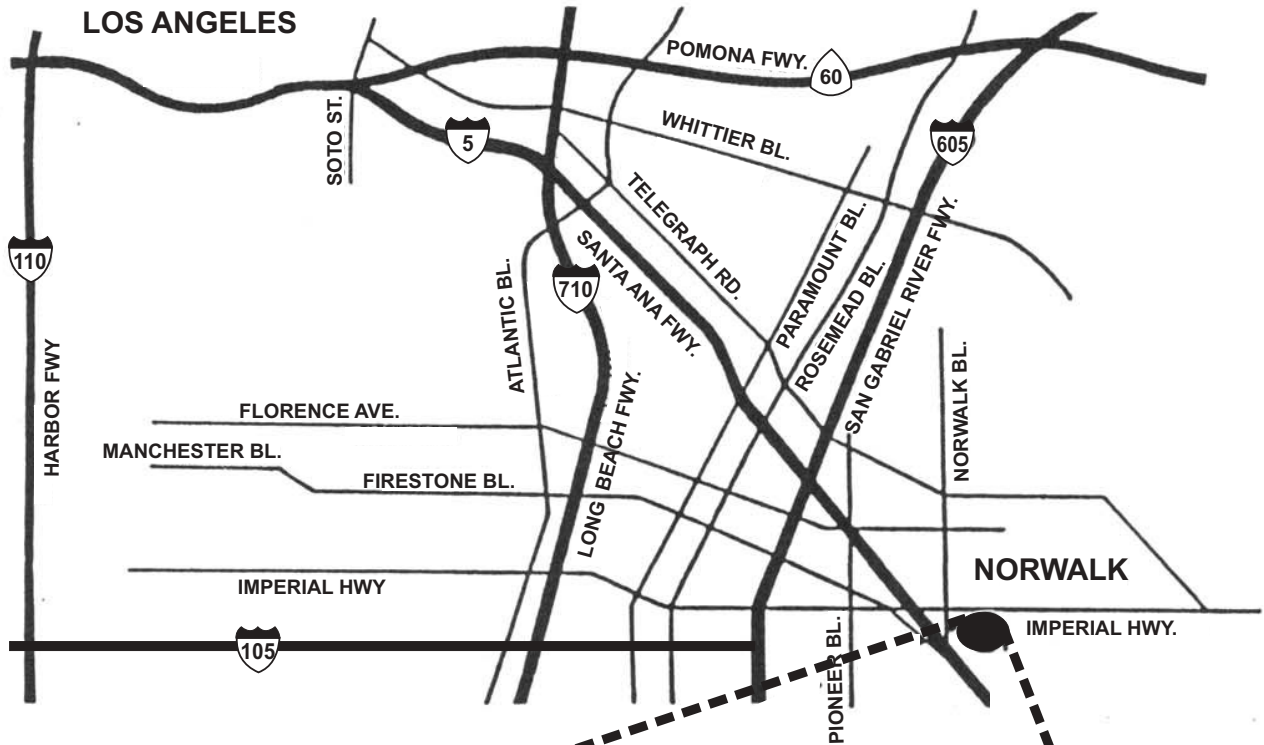 LOS ANGELES
POMONA FWY.
60
SOTO ST.
5
WHITTIER BL.
605
TELEGRAPH RD.
110
SANTA ANA FWY.
710
ATLANTIC BL.
PARAMOUNT BL.
ROSEMEAD BL.
SAN GABRIEL RIVER FWY.
HARBOR FWY
NORWALK BL.
FLORENCE AVE.
MANCHESTER BL.
FIRESTONE BL.
LONG BEACH FWY.
IMPERIAL HWY
NORWALK
105
PIONEER BL.
IMPERIAL HWY.